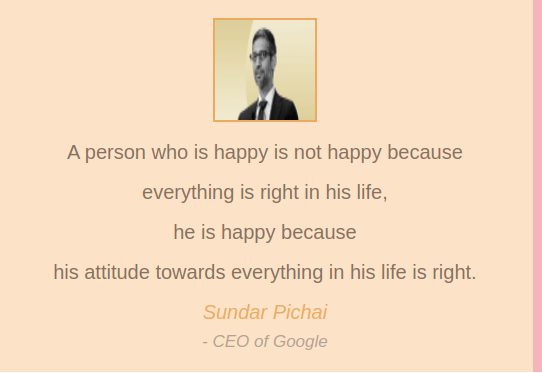 A person who is happy is not happy because
everything is right in his life,
he is happy because
his attitude towards everything in his life is right.
Sundar Pichai
- CEO of Google